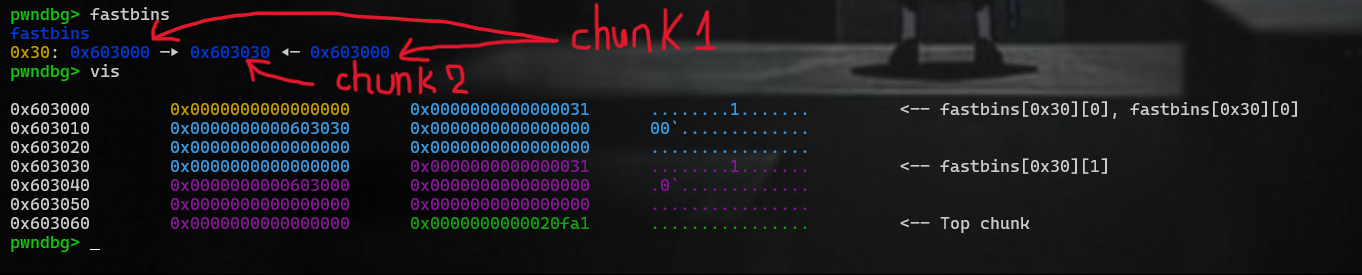 pwndbg> fastbins
fastbins
0x30: 0x603000 —▸ 0x603030 ◂— 0x603000
chunk 1
chunk 2
pwndbg> vis
0x603000 0x0000000000000000 0x0000000000000031 ........1....... <-- fastbins[0x30][0], fastbins[0x30][0]
0x603010 0x0000000000603030 0x0000000000000000 00`.............
0x603020 0x0000000000000000 0x0000000000000000 ................
0x603030 0x0000000000000000 0x0000000000000031 ........1....... <-- fastbins[0x30][1]
0x603040 0x0000000000603000 0x0000000000000000 .0`.............
0x603050 0x0000000000000000 0x0000000000000000 ................
0x603060 0x0000000000000000 0x0000000000020fa1 ................ <-- Top chunk
pwndbg> _